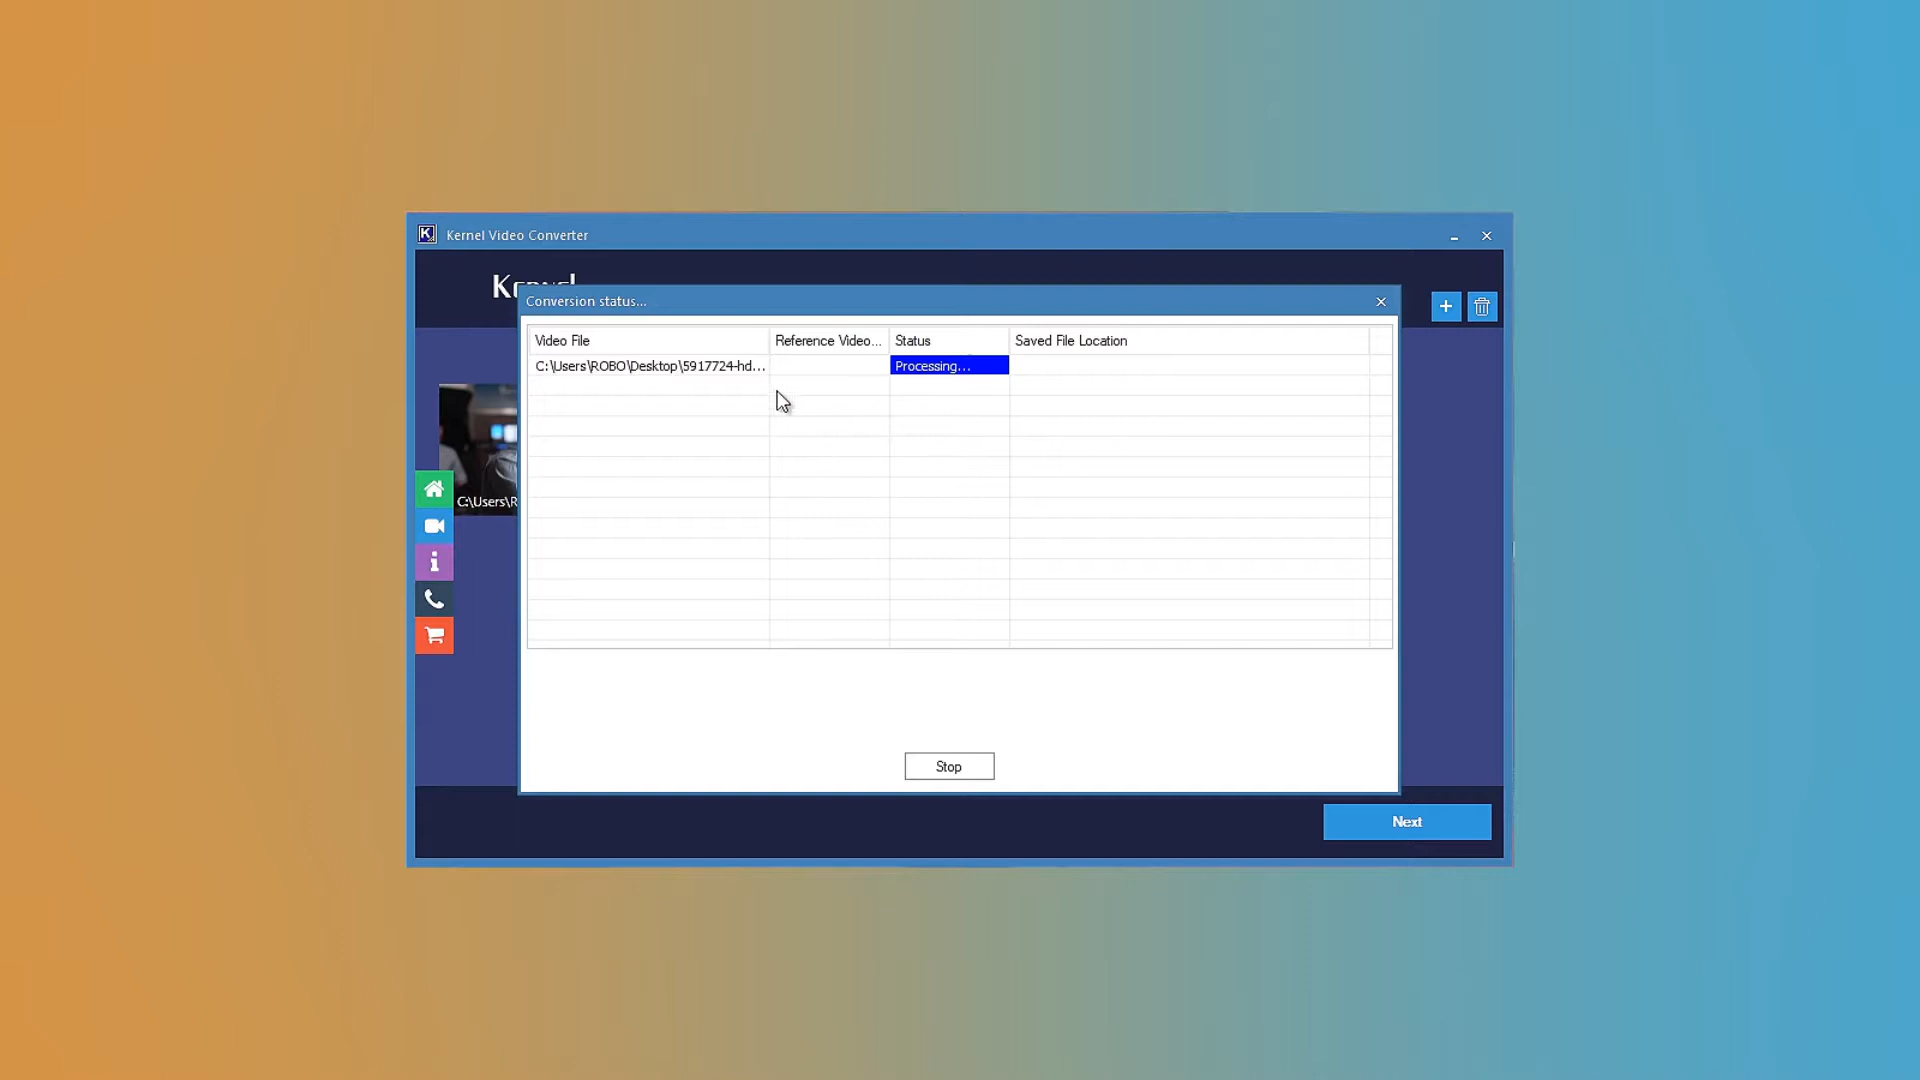 Kernel Video Converter
Kernel
Conversion status...
Video File
Reference Video...
Status
Saved File Location
C:\Users\ROBO\Desktop\5917724-hd...
Processing...
C:\Users\R
Stop
Next